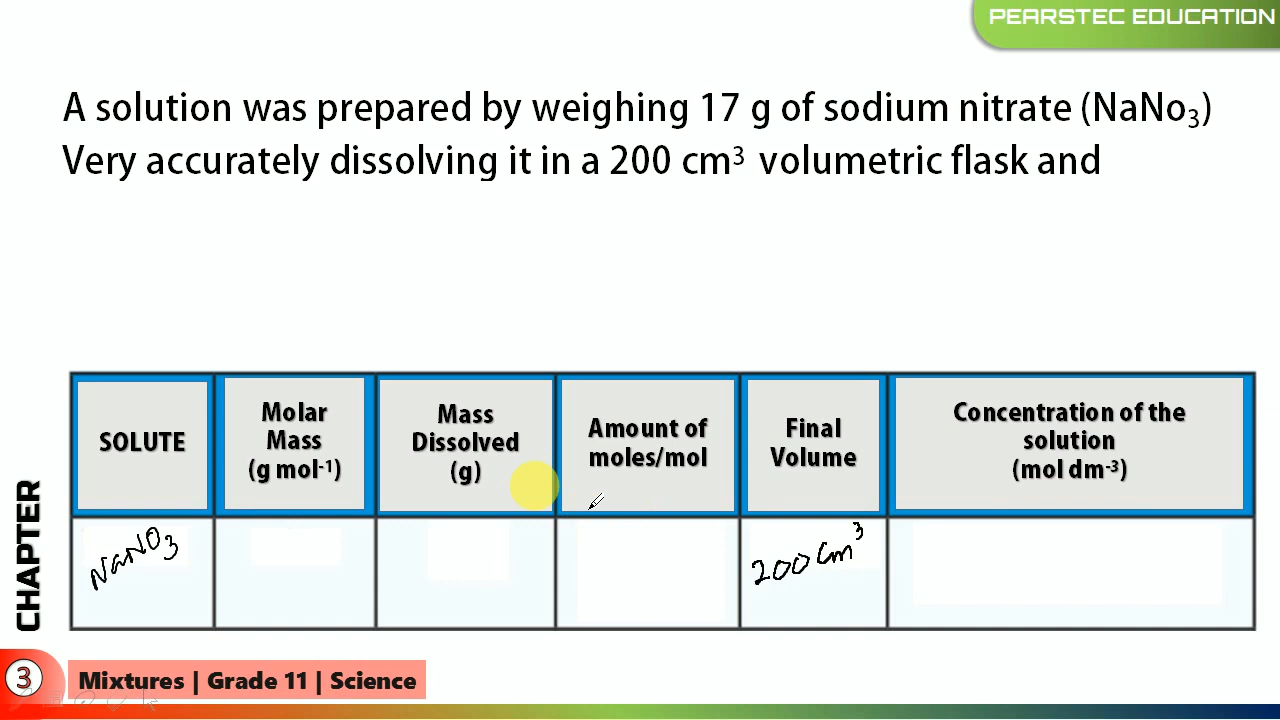 PEARSTEC EDUCATION
A solution was prepared by weighing 17 g of sodium nitrate (NaNo₃)
Very accurately dissolving it in a 200 cm³ volumetric flask and
SOLUTE
Molar
Mass
(g mol⁻¹)
Mass
Dissolved
(g)
Amount of
moles/mol
Final
Volume
Concentration of the
solution
(mol dm⁻³)
NaNO₃
200 cm³
CHAPTER
3
Mixtures | Grade 11 | Science